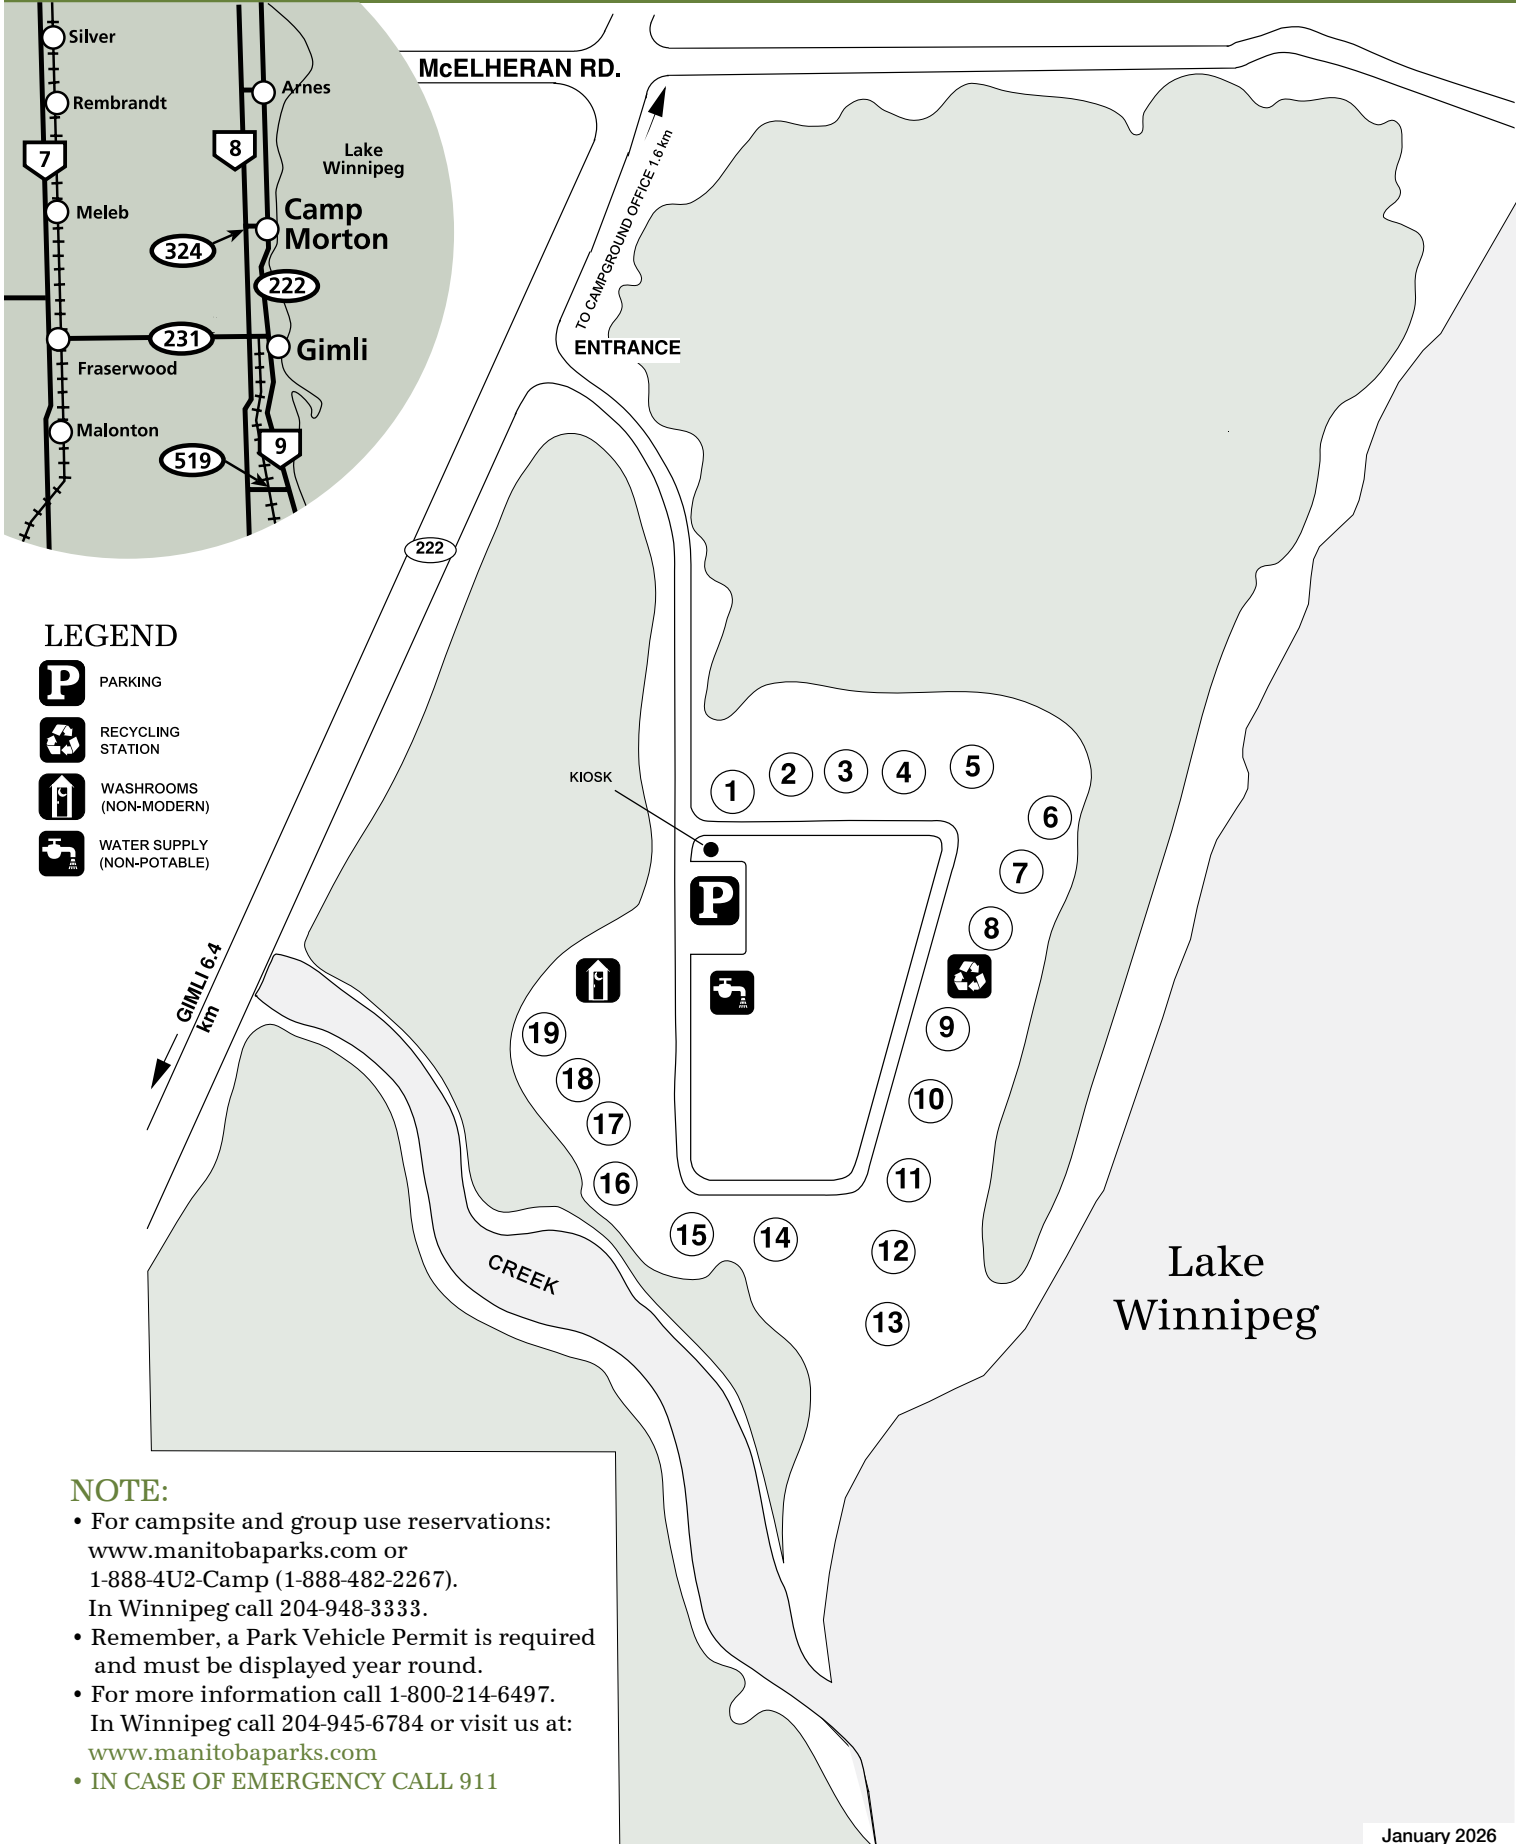 Silver
Rembrandt
7
Meleb
Arnes
8
Lake
Winnipeg
Camp
Morton
324
222
231
Gimli
Fraserwood
Malonton
9
519
McELHERAN RD.
TO CAMPGROUND OFFICE 1.6 km
ENTRANCE
222
LEGEND
P PARKING
RECYCLING
STATION
WASHROOMS
(NON-MODERN)
WATER SUPPLY
(NON-POTABLE)
GIMLI 6.4
km
KIOSK
P
1
2
3
4
5
6
7
8
9
10
11
12
13
14
15
16
17
18
19
CREEK
Lake
Winnipeg
NOTE:
• For campsite and group use reservations:
www.manitobaparks.com or
1-888-4U2-Camp (1-888-482-2267).
In Winnipeg call 204-948-3333.
• Remember, a Park Vehicle Permit is required
and must be displayed year round.
• For more information call 1-800-214-6497.
In Winnipeg call 204-945-6784 or visit us at:
www.manitobaparks.com
• IN CASE OF EMERGENCY CALL 911
January 2026